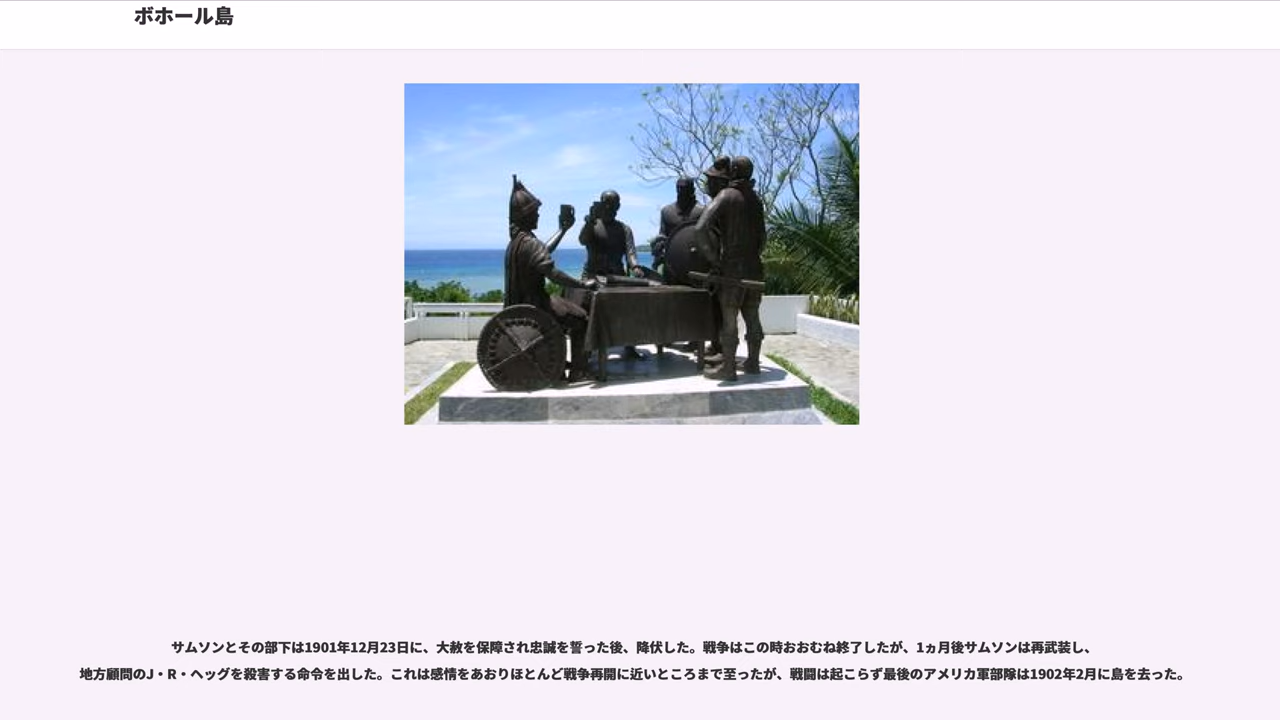 ボホール島
サムソンとその部下は1901年12月23日に、大赦を保障され忠誠を誓った後、降伏した。戦争はこの時おおむね終了したが、1ヵ月後サムソンは再武装し、
地方顧問のJ・R・ヘッグを殺害する命令を出した。これは感情をあおりほとんど戦争再開に近いところまで至ったが、戦闘は起こらず最後のアメリカ軍部隊は1902年2月に島を去った。